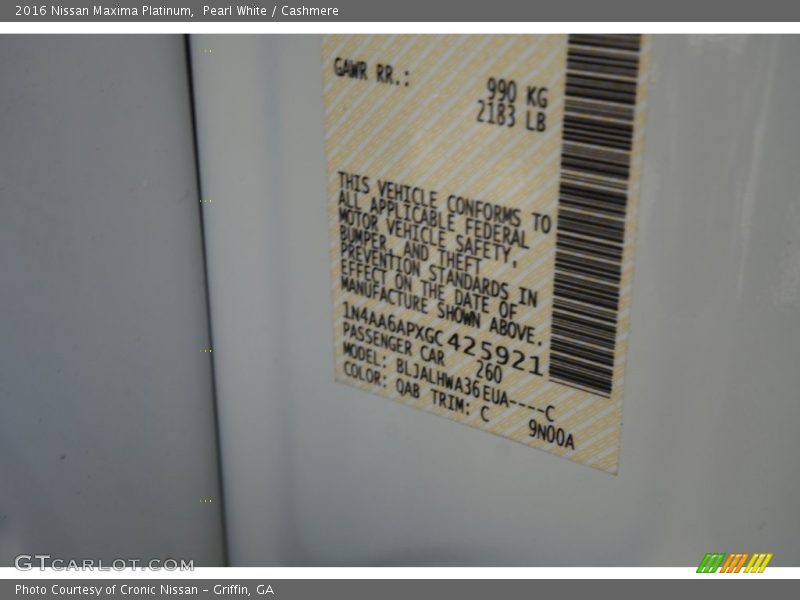 2016 Nissan Maxima Platinum,  Pearl White / Cashmere
GAWR RR.:
990 KG
2183 LB
THIS VEHICLE CONFORMS TO
ALL APPLICABLE FEDERAL
MOTOR VEHICLE SAFETY,
BUMPER, AND THEFT
PREVENTION STANDARDS IN
EFFECT ON THE DATE OF
MANUFACTURE SHOWN ABOVE.
1N4AA6APXGC425921
PASSENGER CAR 260
MODEL: BLJALHWA36EUA----C
COLOR: QAB TRIM: C 9N00A
GTCARLOT.COM
Photo Courtesy of Cronic Nissan - Griffin, GA